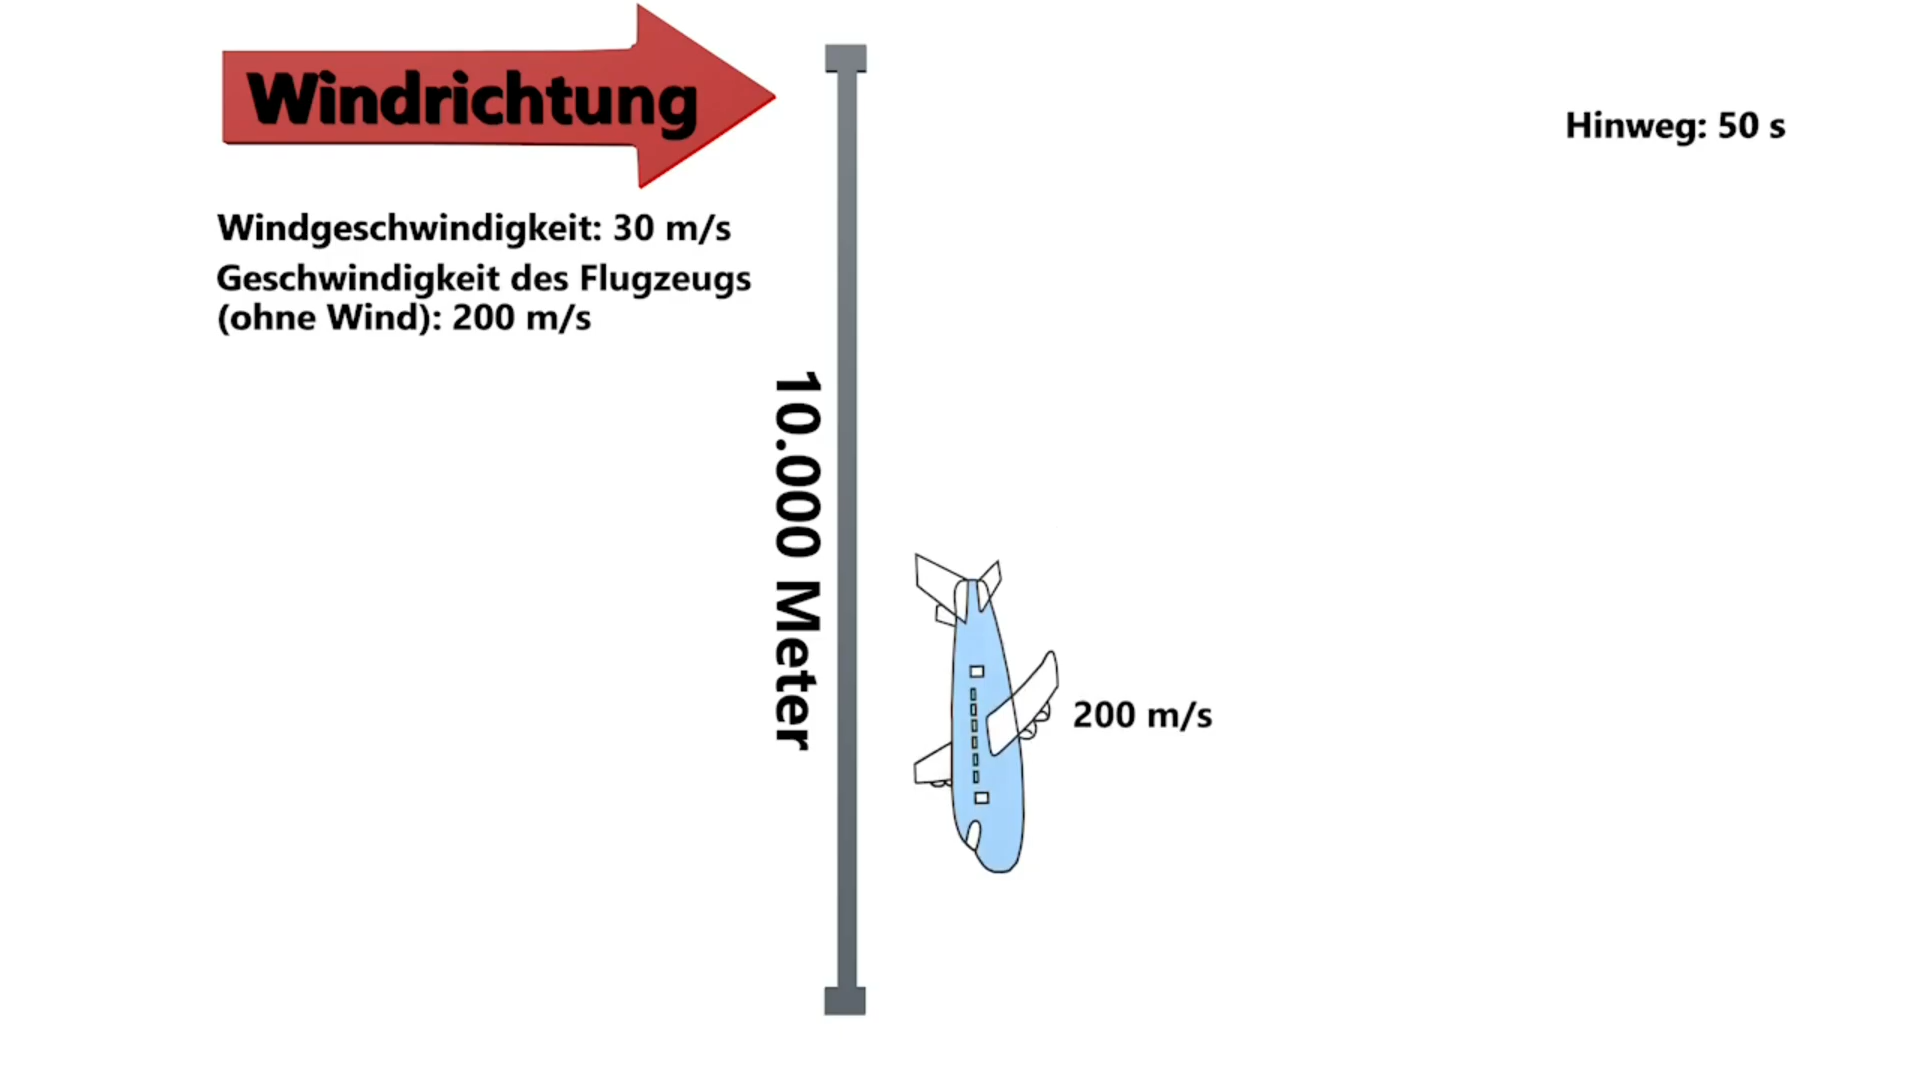 Windrichtung
Hinweg: 50 s
Windgeschwindigkeit: 30 m/s
Geschwindigkeit des Flugzeugs
(ohne Wind): 200 m/s
10.000 Meter
200 m/s